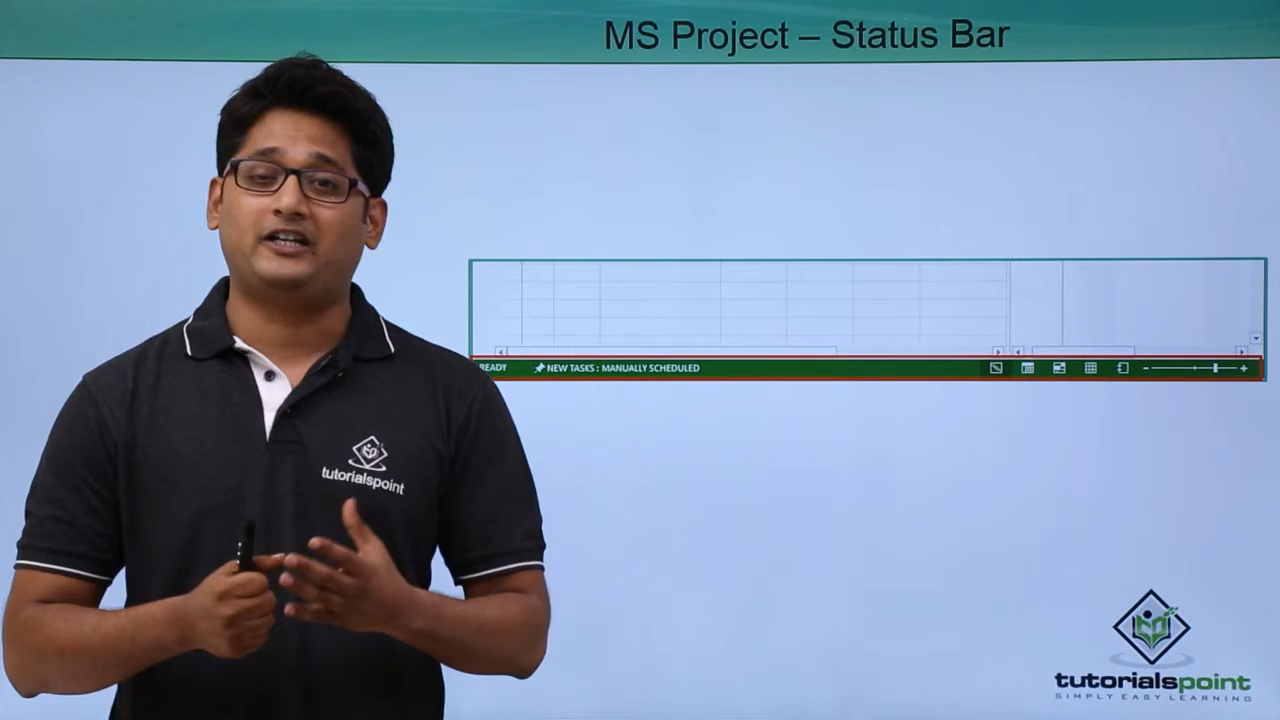 MS Project – Status Bar
READY NEW TASKS : MANUALLY SCHEDULED
tutorialspoint
tutorialspoint
SIMPLY EASY LEARNING